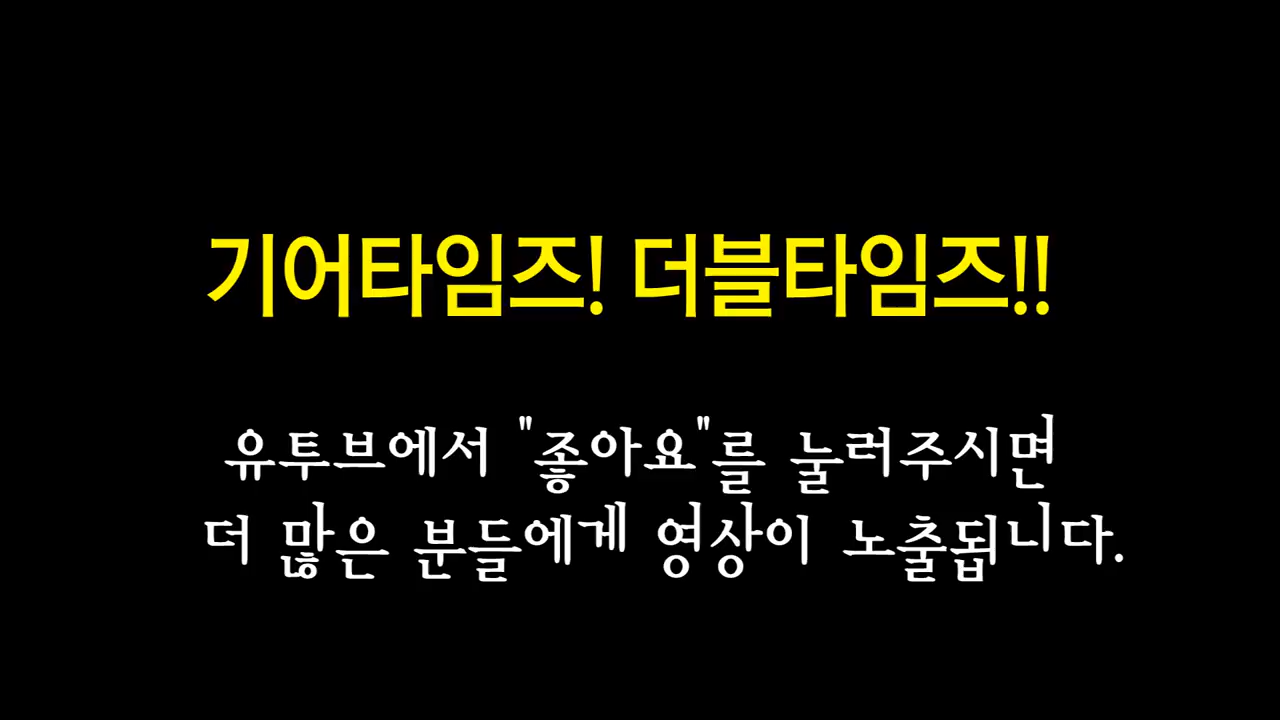 기어타임즈! 더블타임즈!!
유투브에서 "좋아요"를 눌러주시면
더 많은 분들에게 영상이 노출됩니다.